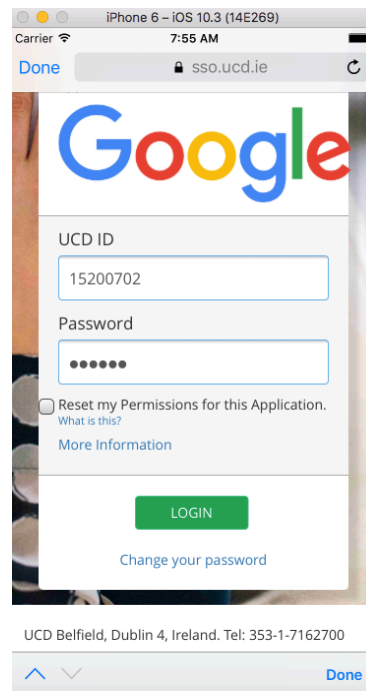 iPhone 6 – iOS 10.3 (14E269)
Carrier 7:55 AM
Done sso.ucd.ie
Google
UCD ID
15200702
Password
••••••
Reset my Permissions for this Application.
What is this?
More Information
LOGIN
Change your password
UCD Belfield, Dublin 4, Ireland. Tel: 353-1-7162700
Done